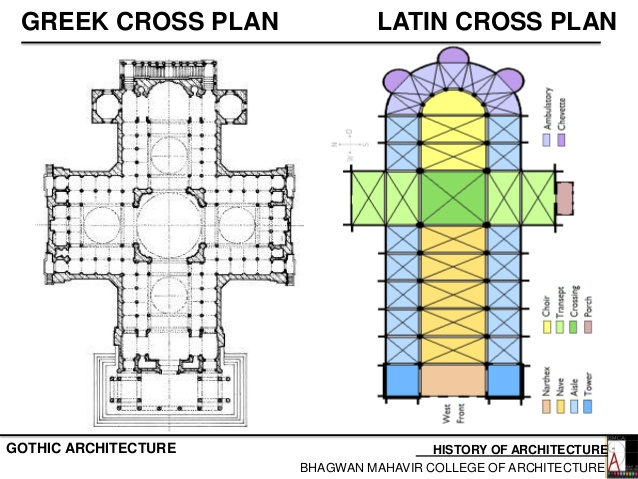 GREEK CROSS PLAN
LATIN CROSS PLAN
Ambulatory
Chevette
N
S
Choir
Transept
Crossing
Porch
Narthex
Nave
Aisle
Tower
West
Front
GOTHIC ARCHITECTURE
HISTORY OF ARCHITECTURE
BHAGWAN MAHAVIR COLLEGE OF ARCHITECTURE
A